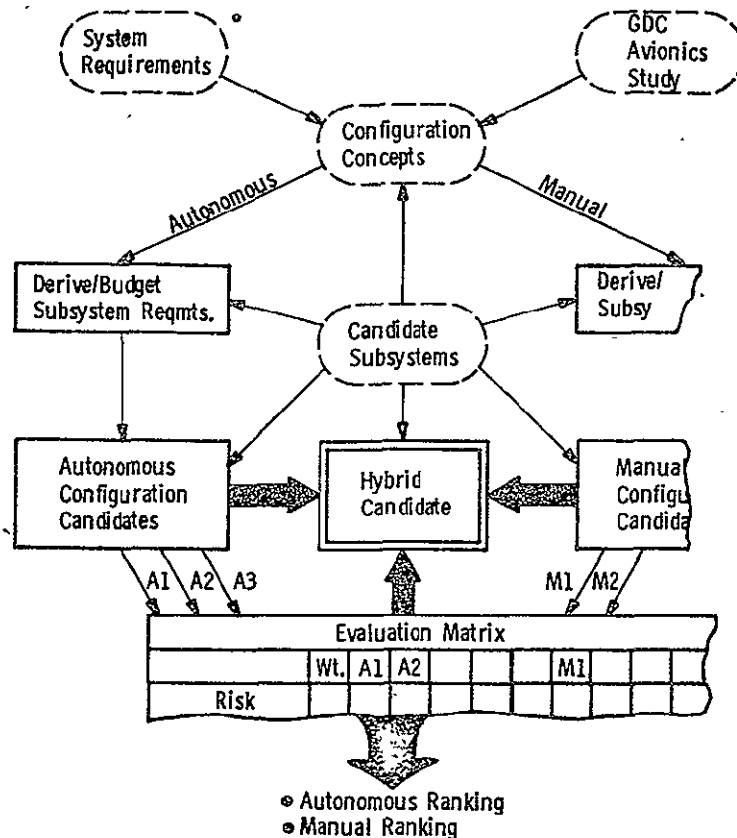 System
Requirements
GDC
Avionics
Study
Configuration
Concepts
Autonomous
Manual
Derive/Budget
Subsystem Reqmts.
Candidate
Subsystems
Derive/
Subsy
Autonomous
Configuration
Candidates
Hybrid
Candidate
Manual
Configu
Candida
A1
A2
A3
M1
M2
Evaluation Matrix
Wt. A1 A2 M1
Risk
• Autonomous Ranking
• Manual Ranking